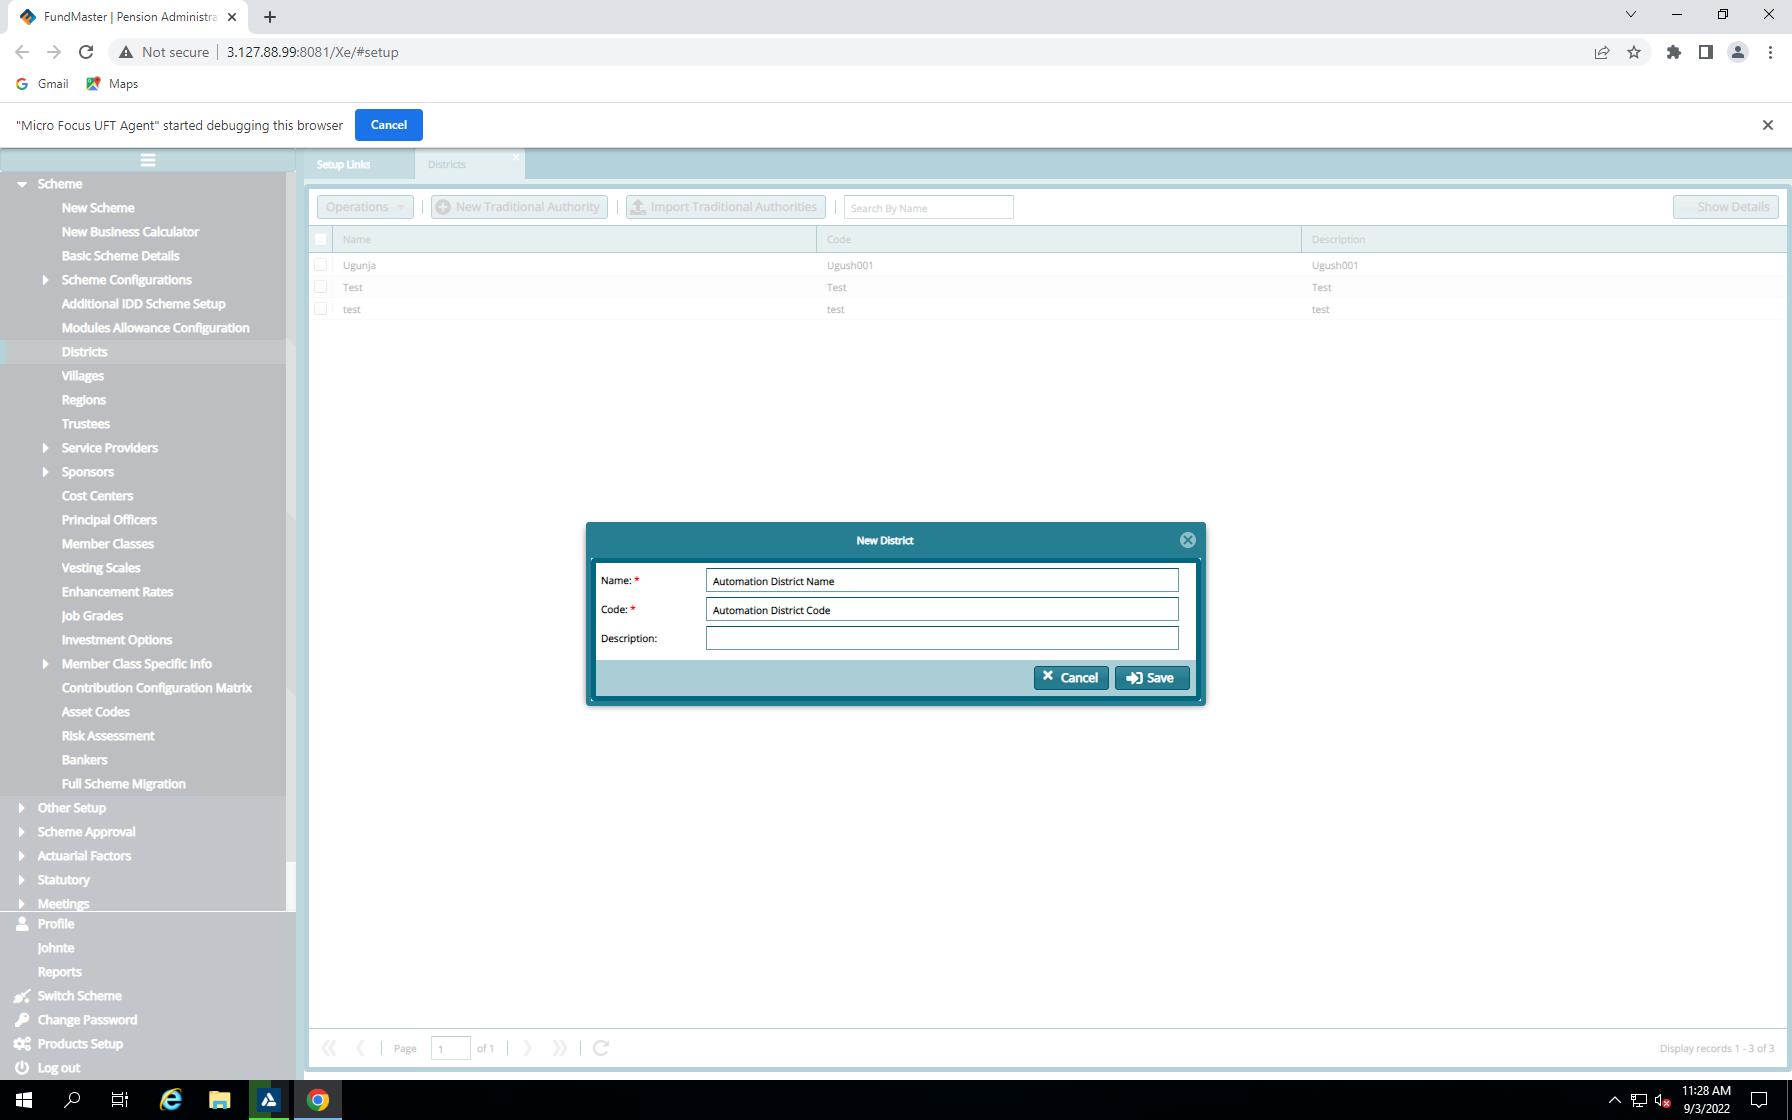 FundMaster | Pension Administra
Not secure
3.127.88.99:8081/Xe/#setup
Gmail
Maps
"Micro Focus UFT Agent" started debugging this browser
Cancel
Setup Links
Districts
Scheme
New Scheme
New Business Calculator
Basic Scheme Details
Scheme Configurations
Additional IDD Scheme Setup
Modules Allowance Configuration
Districts
Villages
Regions
Trustees
Service Providers
Sponsors
Cost Centers
Principal Officers
Member Classes
Vesting Scales
Enhancement Rates
Job Grades
Investment Options
Member Class Specific Info
Contribution Configuration Matrix
Asset Codes
Risk Assessment
Bankers
Full Scheme Migration
Other Setup
Scheme Approval
Actuarial Factors
Statutory
Meetings
Profile
Johnte
Reports
Switch Scheme
Change Password
Products Setup
Log out
Operations
New Traditional Authority
Import Traditional Authorities
Search By Name
Show Details
Name Code Description
Ugunja Ugush001 Ugush001
Test Test Test
test test test
New District
Name: * Automation District Name
Code: * Automation District Code
Description:
Cancel
Save
Page 1 of 1
Display records 1 - 3 of 3
11:28 AM
9/3/2022